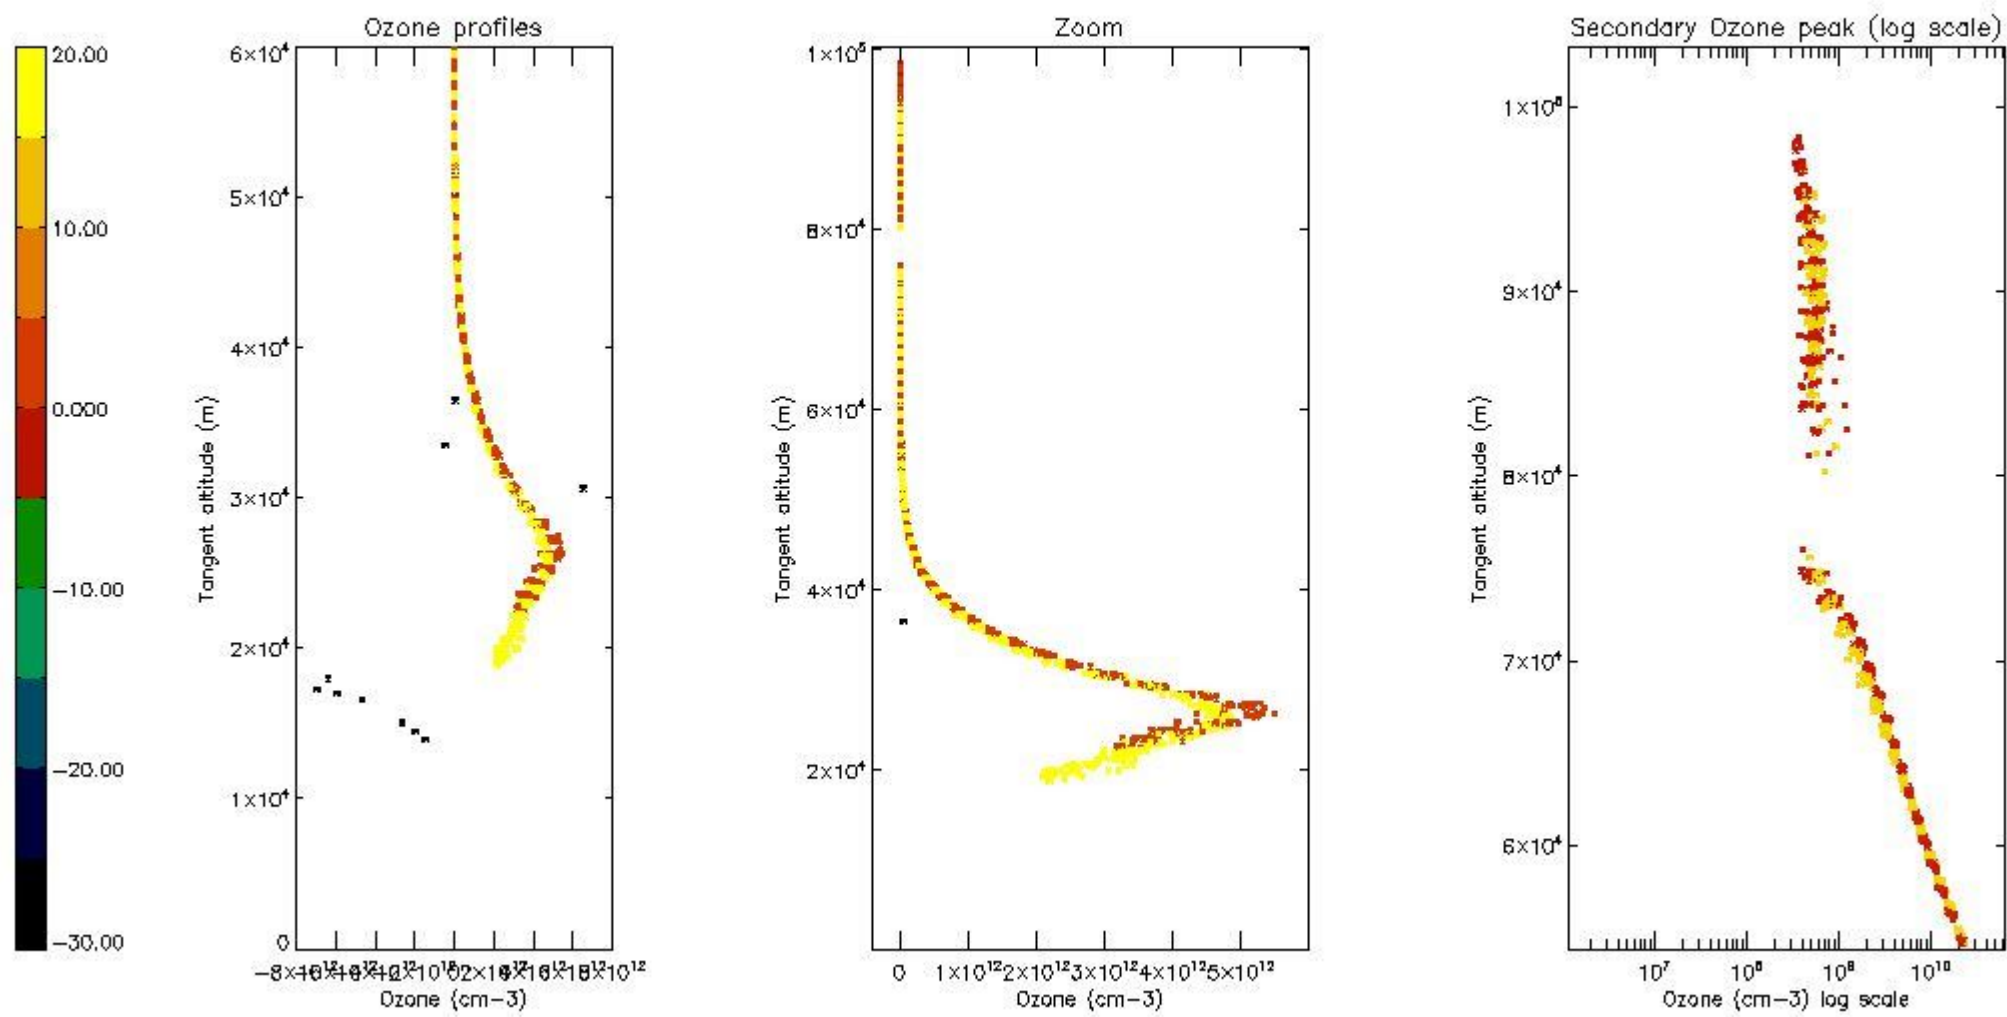 Ozone profiles
Zoom
Secondary Ozone peak (log scale)
20.00
10.00
0.000
−10.00
−20.00
−30.00
6×10⁴
5×10⁴
4×10⁴
3×10⁴
2×10⁴
1×10⁴
0
Tangent altitude (m)
Ozone (cm−3)
1×10⁵
8×10⁴
6×10⁴
4×10⁴
2×10⁴
Tangent altitude (m)
0 1×10¹² 2×10¹² 3×10¹² 4×10¹² 5×10¹²
Ozone (cm−3)
9×10⁴
8×10⁴
7×10⁴
6×10⁴
Tangent altitude (m)
10⁷ 10⁸ 10⁹ 10¹⁰
Ozone (cm−3) log scale